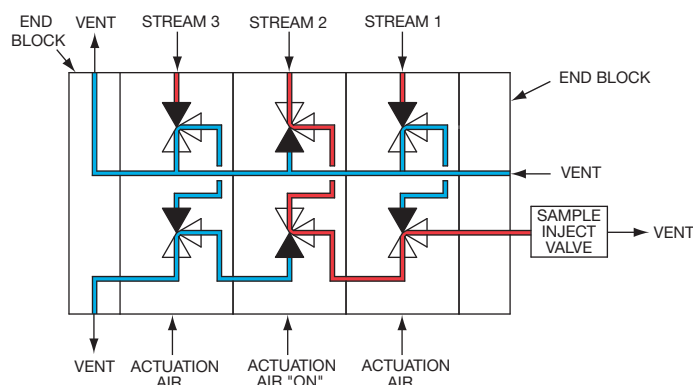 END
BLOCK
VENT
STREAM 3
STREAM 2
STREAM 1
END BLOCK
VENT
SAMPLE
INJECT
VALVE
VENT
VENT
ACTUATION
AIR
ACTUATION
AIR "ON"
ACTUATION
AIR